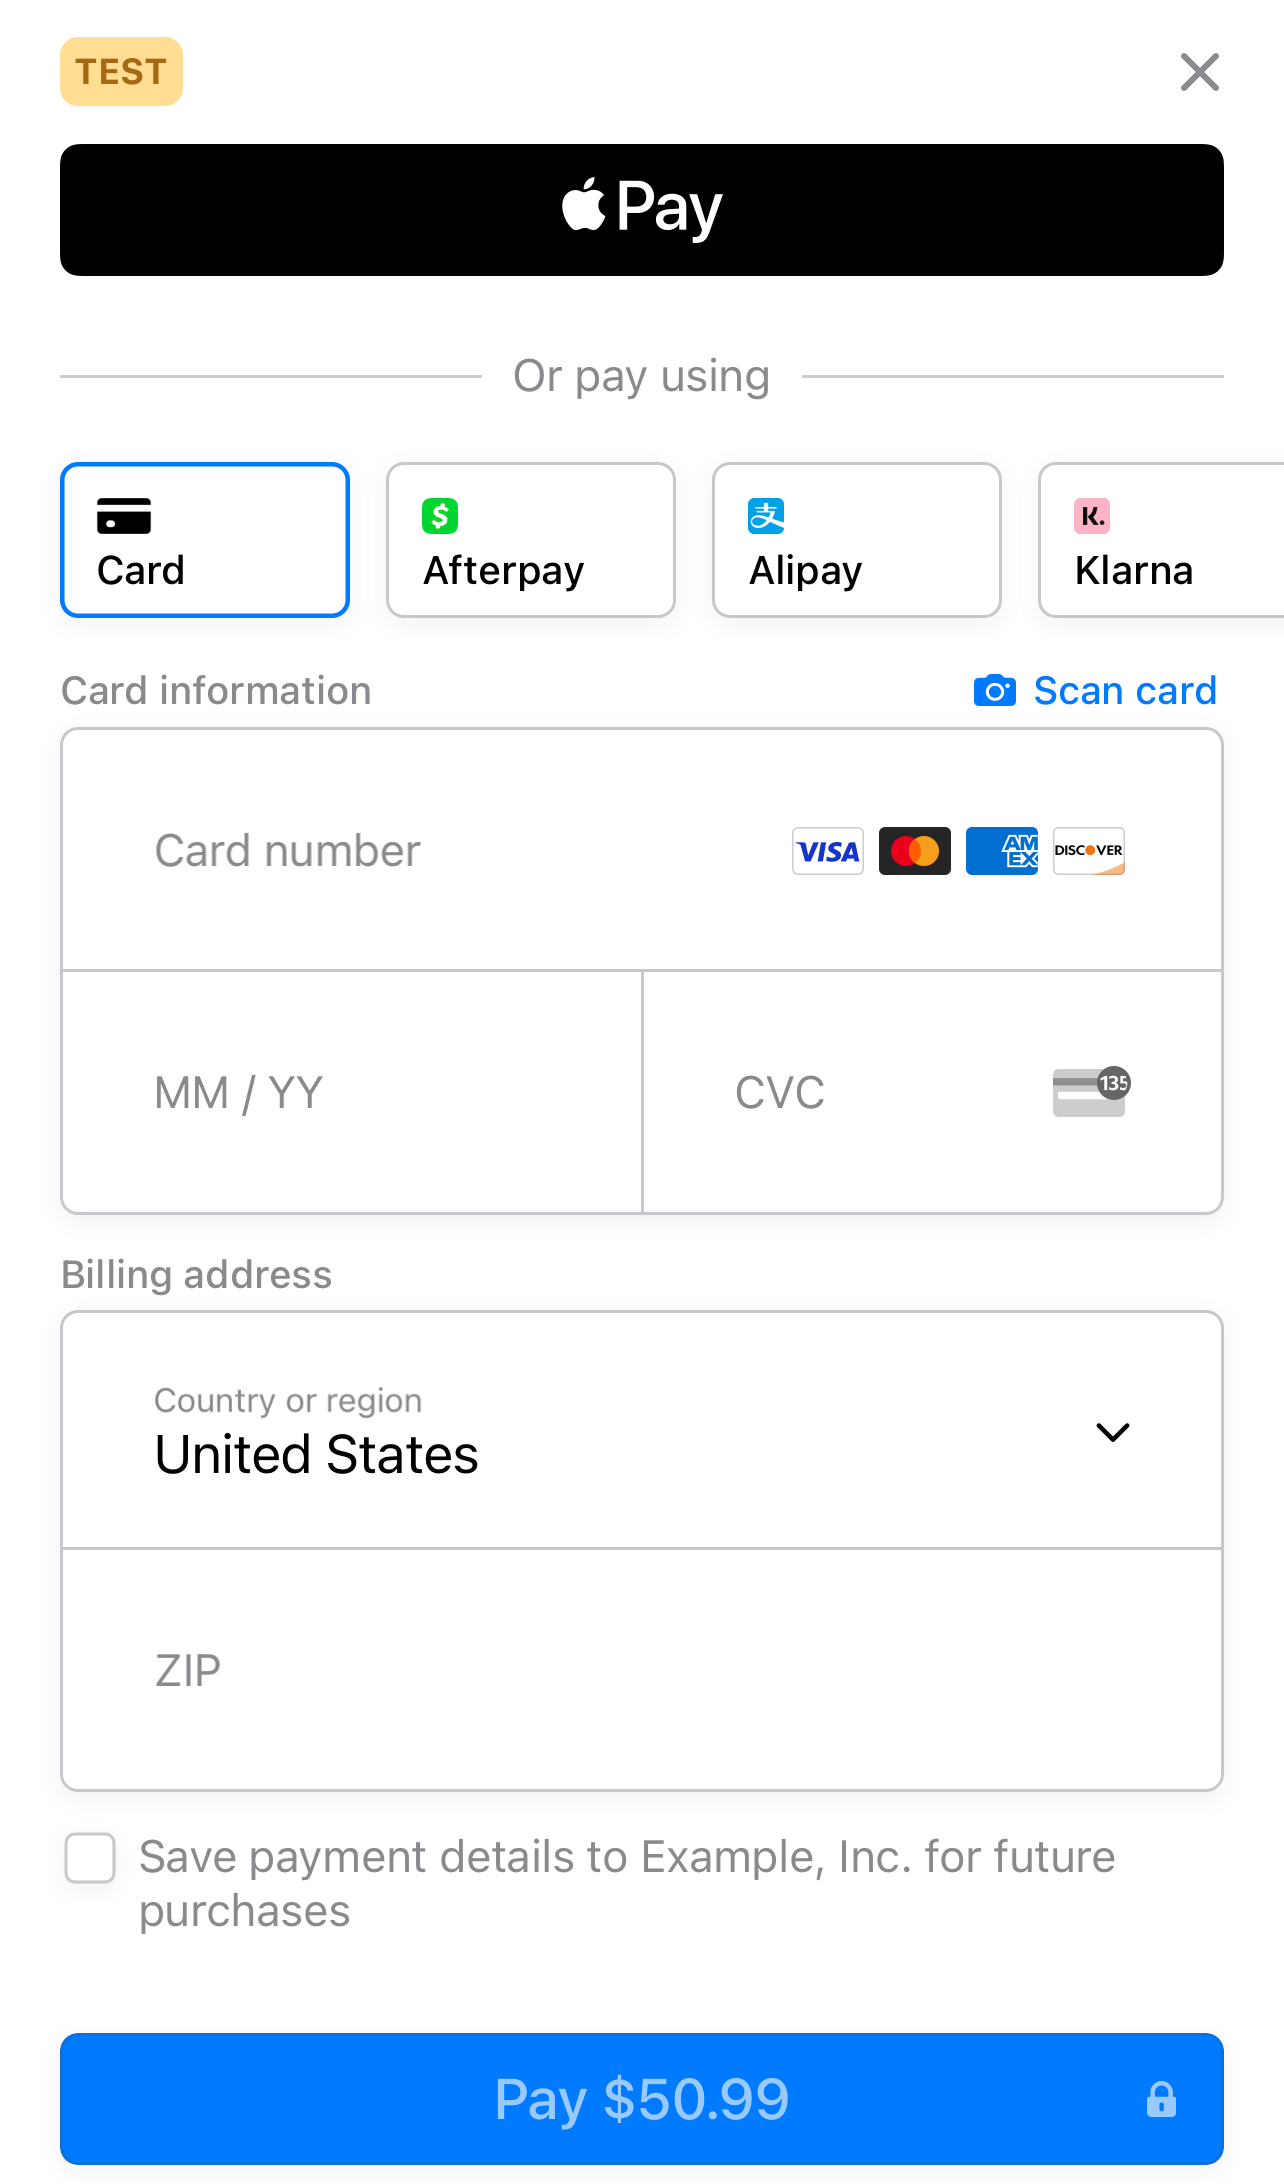 TEST
Pay
Or pay using
Card
Afterpay
Alipay
Klarna
Card information
Scan card
Card number
VISA
AM
EX
DISCOVER
MM / YY
CVC
135
Billing address
Country or region
United States
ZIP
Save payment details to Example, Inc. for future
purchases
Pay $50.99